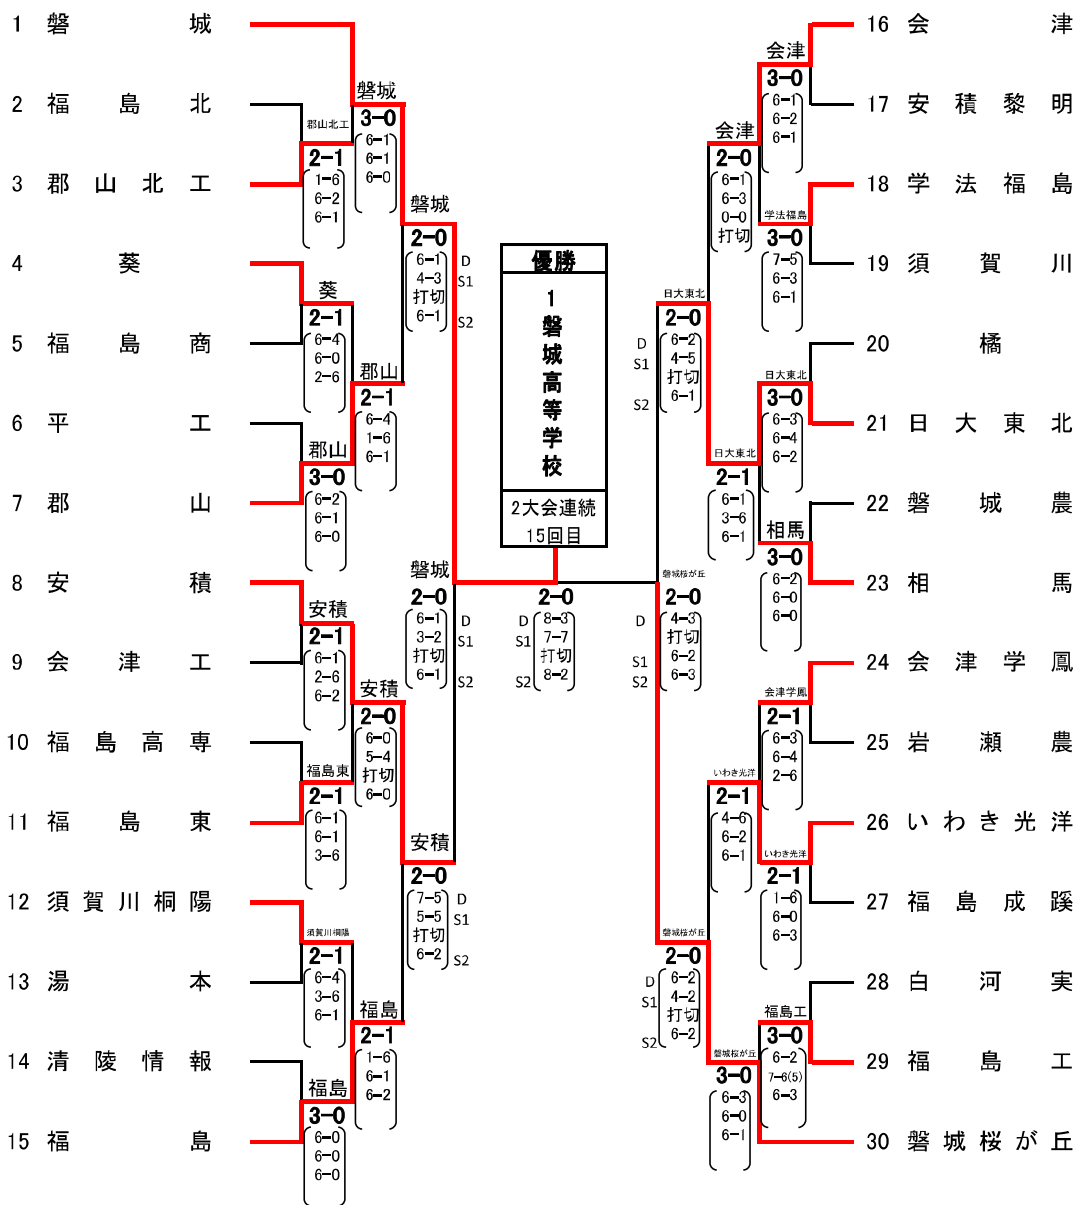 1 磐城
2 福島北
3 郡山北工
4 葵
5 福島商
6 平工
7 郡山
8 安積
9 会津工
10 福島高専
11 福島東
12 須賀川桐陽
13 湯本
14 清陵情報
15 福島
郡山北工
2-1
1-6
6-2
6-1
葵
2-1
6-4
6-0
2-6
郡山
3-0
6-2
6-1
6-0
安積
2-1
6-1
2-6
6-2
福島東
2-1
6-1
6-1
3-6
須賀川桐陽
2-1
6-4
3-6
6-1
福島
3-0
6-0
6-0
6-0
磐城
3-0
6-1
6-1
6-0
郡山
2-1
6-4
1-6
6-1
安積
2-0
6-0
5-4
打切
6-0
福島
2-1
1-6
6-1
6-2
磐城
2-0
6-1 D
4-3 S1
打切
6-1 S2
安積
2-0
7-5 D
5-5 S1
打切
6-2 S2
磐城
2-0
6-1 D
3-2 S1
打切
6-1 S2
優勝
1磐城高等学校
2大会連続
15回目
2-0
D 8-3
S1 7-7
打切
S2 8-2
磐城桜が丘
2-0
D 4-3
打切
S1 6-2
S2 6-3
日大東北
2-0
D 6-2
S1 4-5
打切
S2 6-1
磐城桜が丘
2-0
D 6-2
S1 4-2
打切
S2 6-2
会津
2-0
6-1
6-3
0-0
打切
日大東北
2-1
6-1
3-6
6-1
いわき光洋
2-1
4-6
6-2
6-1
磐城桜が丘
3-0
6-3
6-0
6-1
会津
3-0
6-1
6-2
6-1
学法福島
3-0
7-5
6-3
6-1
日大東北
3-0
6-3
6-4
6-2
相馬
3-0
6-2
6-0
6-0
会津学鳳
2-1
6-3
6-4
2-6
いわき光洋
2-1
1-6
6-0
6-3
福島工
3-0
6-2
7-6(5)
6-3
16 会津
17 安積黎明
18 学法福島
19 須賀川
20 橘
21 日大東北
22 磐城農
23 相馬
24 会津学鳳
25 岩瀬農
26 いわき光洋
27 福島成蹊
28 白河実
29 福島工
30 磐城桜が丘